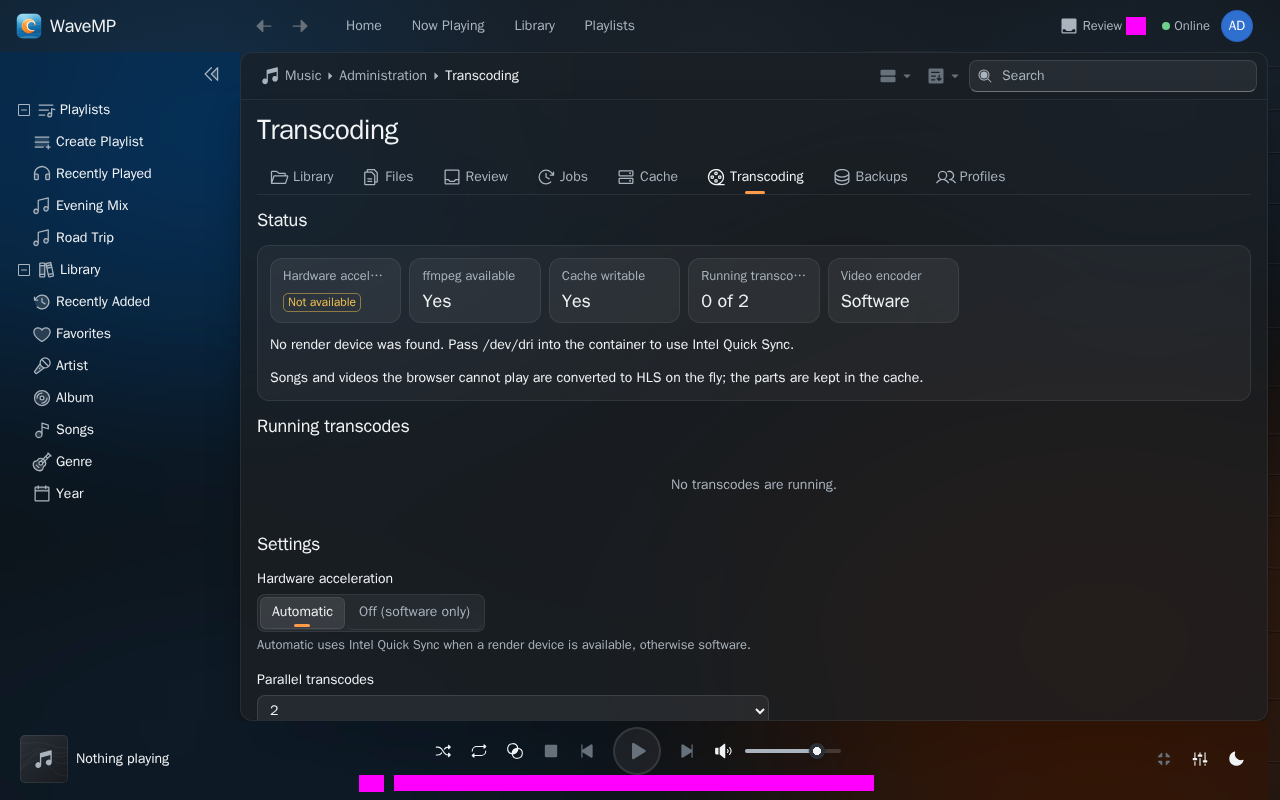 WaveMP
Home
Now Playing
Library
Playlists
Review
Online
AD
Music
Administration
Transcoding
Search
Playlists
Create Playlist
Recently Played
Evening Mix
Road Trip
Library
Recently Added
Favorites
Artist
Album
Songs
Genre
Year
Transcoding
Library
Files
Review
Jobs
Cache
Transcoding
Backups
Profiles
Status
Hardware accel…
Not available
ffmpeg available
Yes
Cache writable
Yes
Running transco…
0 of 2
Video encoder
Software
No render device was found. Pass /dev/dri into the container to use Intel Quick Sync.
Songs and videos the browser cannot play are converted to HLS on the fly; the parts are kept in the cache.
Running transcodes
No transcodes are running.
Settings
Hardware acceleration
Automatic
Off (software only)
Automatic uses Intel Quick Sync when a render device is available, otherwise software.
Parallel transcodes
2
Nothing playing